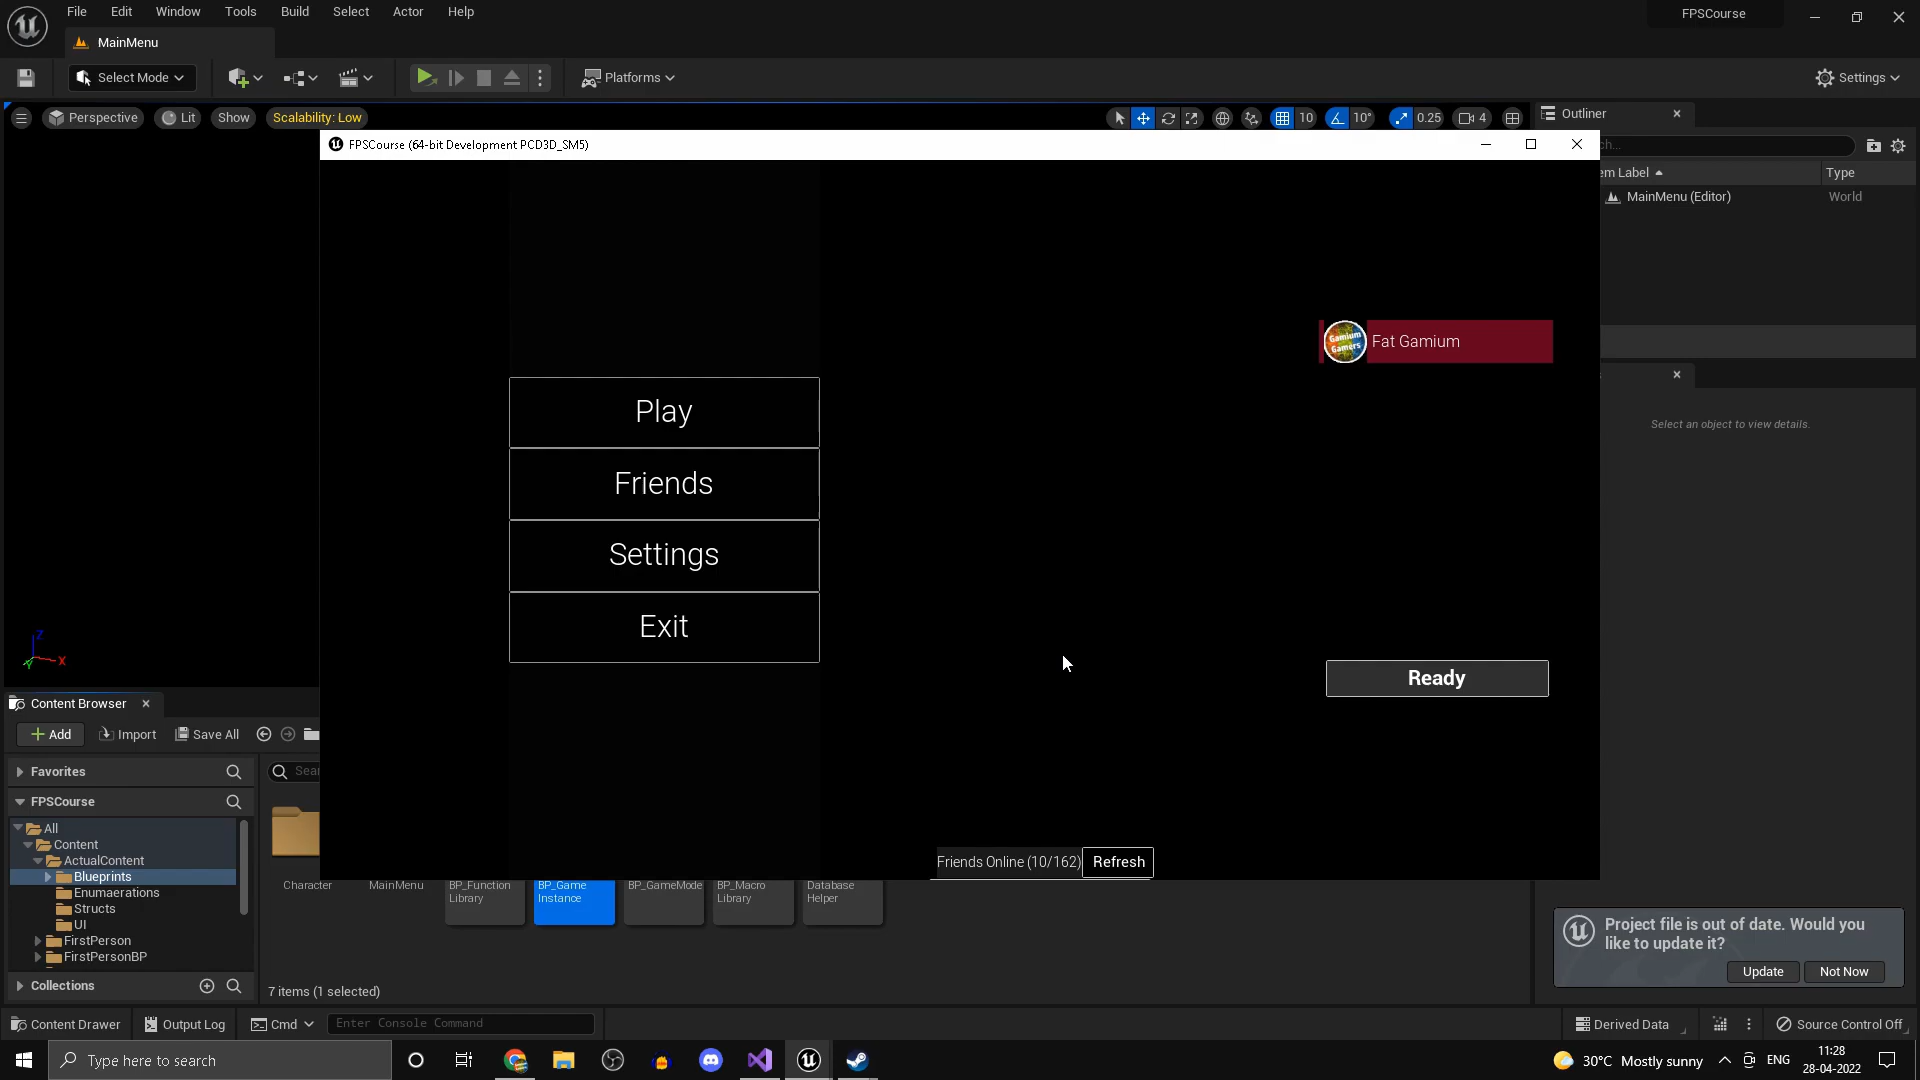 File Edit Window Tools Build Select Actor Help
FPSCourse
MainMenu
Select Mode
Platforms
Settings
Perspective
Lit
Show
Scalability: Low
10
10°
0.25
4
Outliner
FPSCourse (64-bit Development PCD3D_SM5)
ch...
em Label
Type
MainMenu (Editor)
World
Gamium
Gamers
Fat Gamium
Play
Friends
Settings
Exit
Select an object to view details.
Z
X
Y
Ready
Content Browser
Add
Import
Save All
Favorites
Sear
FPSCourse
All
Content
ActualContent
Blueprints
Enumaerations
Structs
UI
FirstPerson
FirstPersonBP
Collections
Friends Online (10/162)
Refresh
Character
MainMenu
BP_Function
Library
BP_Game
Instance
BP_GameMode
BP_Macro
Library
Database
Helper
7 items (1 selected)
Project file is out of date. Would you
like to update it?
Update
Not Now
Content Drawer
Output Log
Cmd
Enter Console Command
Derived Data
Source Control Off
Type here to search
30°C Mostly sunny
ENG
11:28
28-04-2022